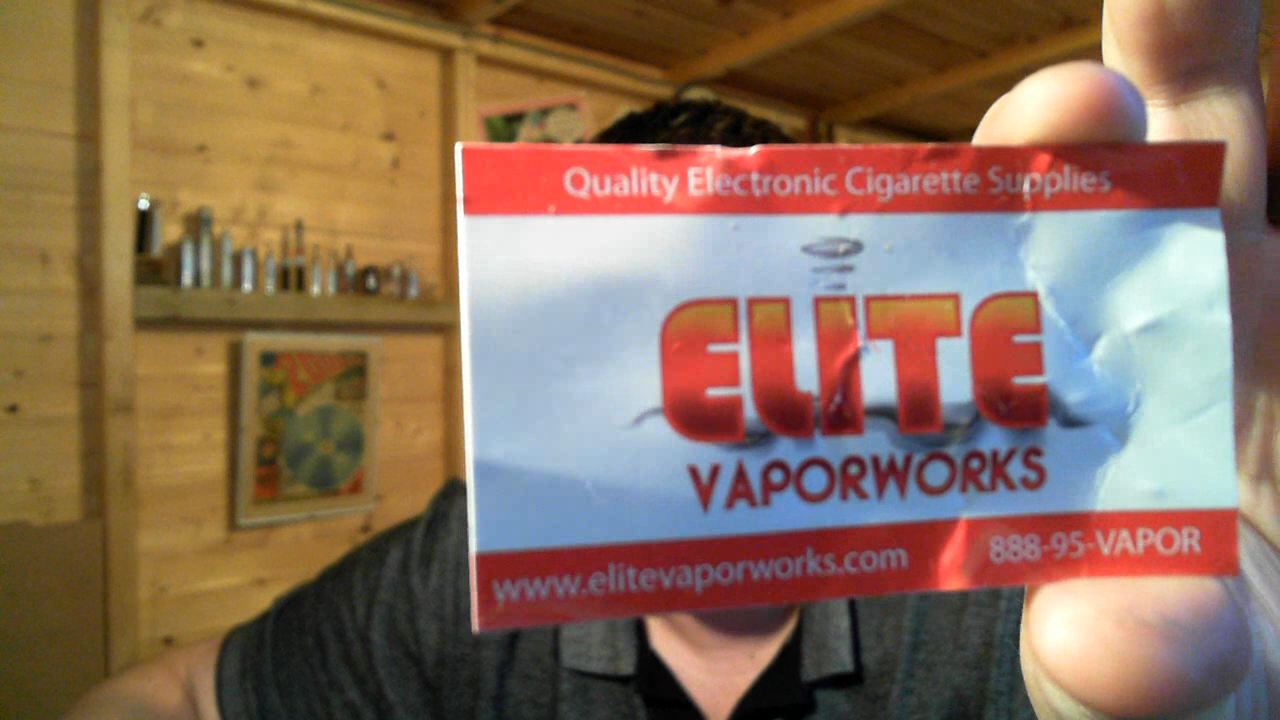 Quality Electronic Cigarette Supplies
ELITE
VAPORWORKS
www.elitevaporworks.com 888-95-VAPOR